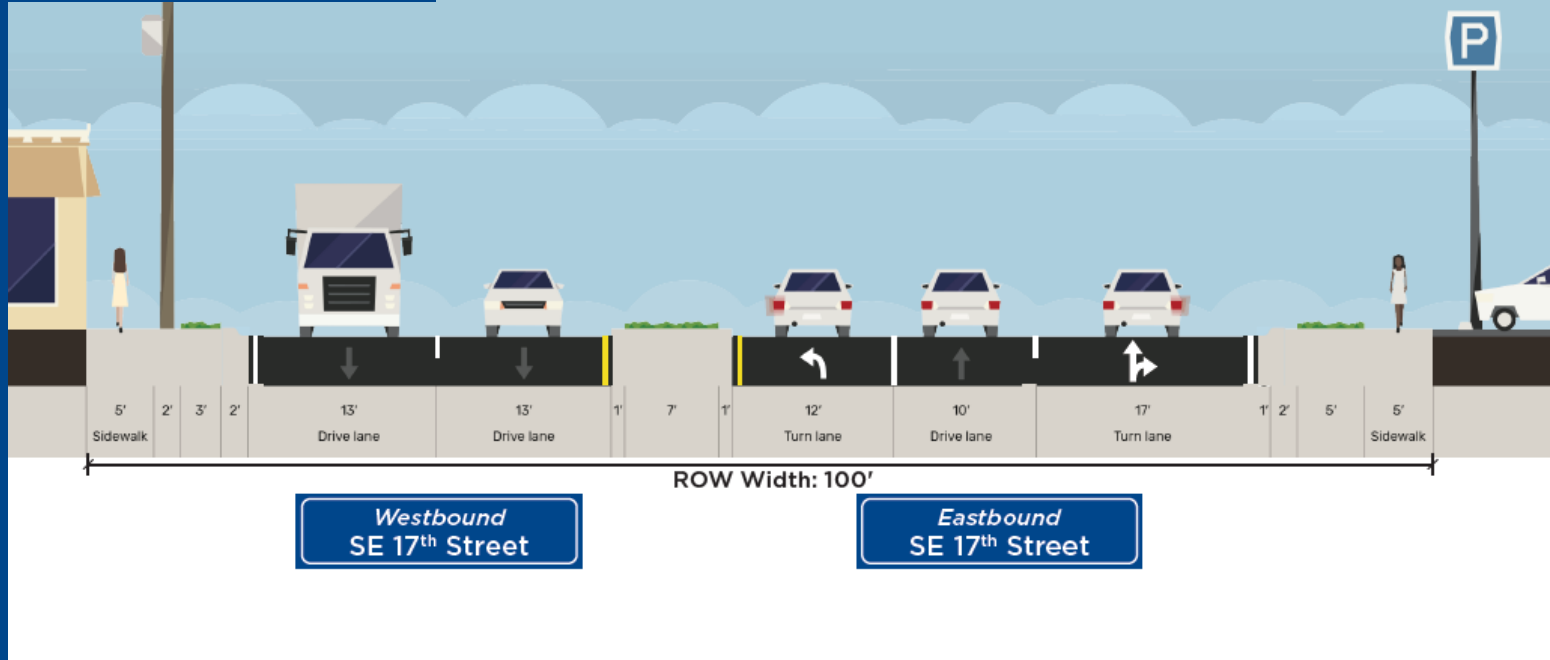 P
5' 2' 3' 2' 13' 13' 1' 7' 1' 12' 10' 17' 1' 2' 5' 5'
Sidewalk Drive lane Drive lane Turn lane Drive lane Turn lane Sidewalk
ROW Width: 100'
Westbound
SE 17th Street
Eastbound
SE 17th Street